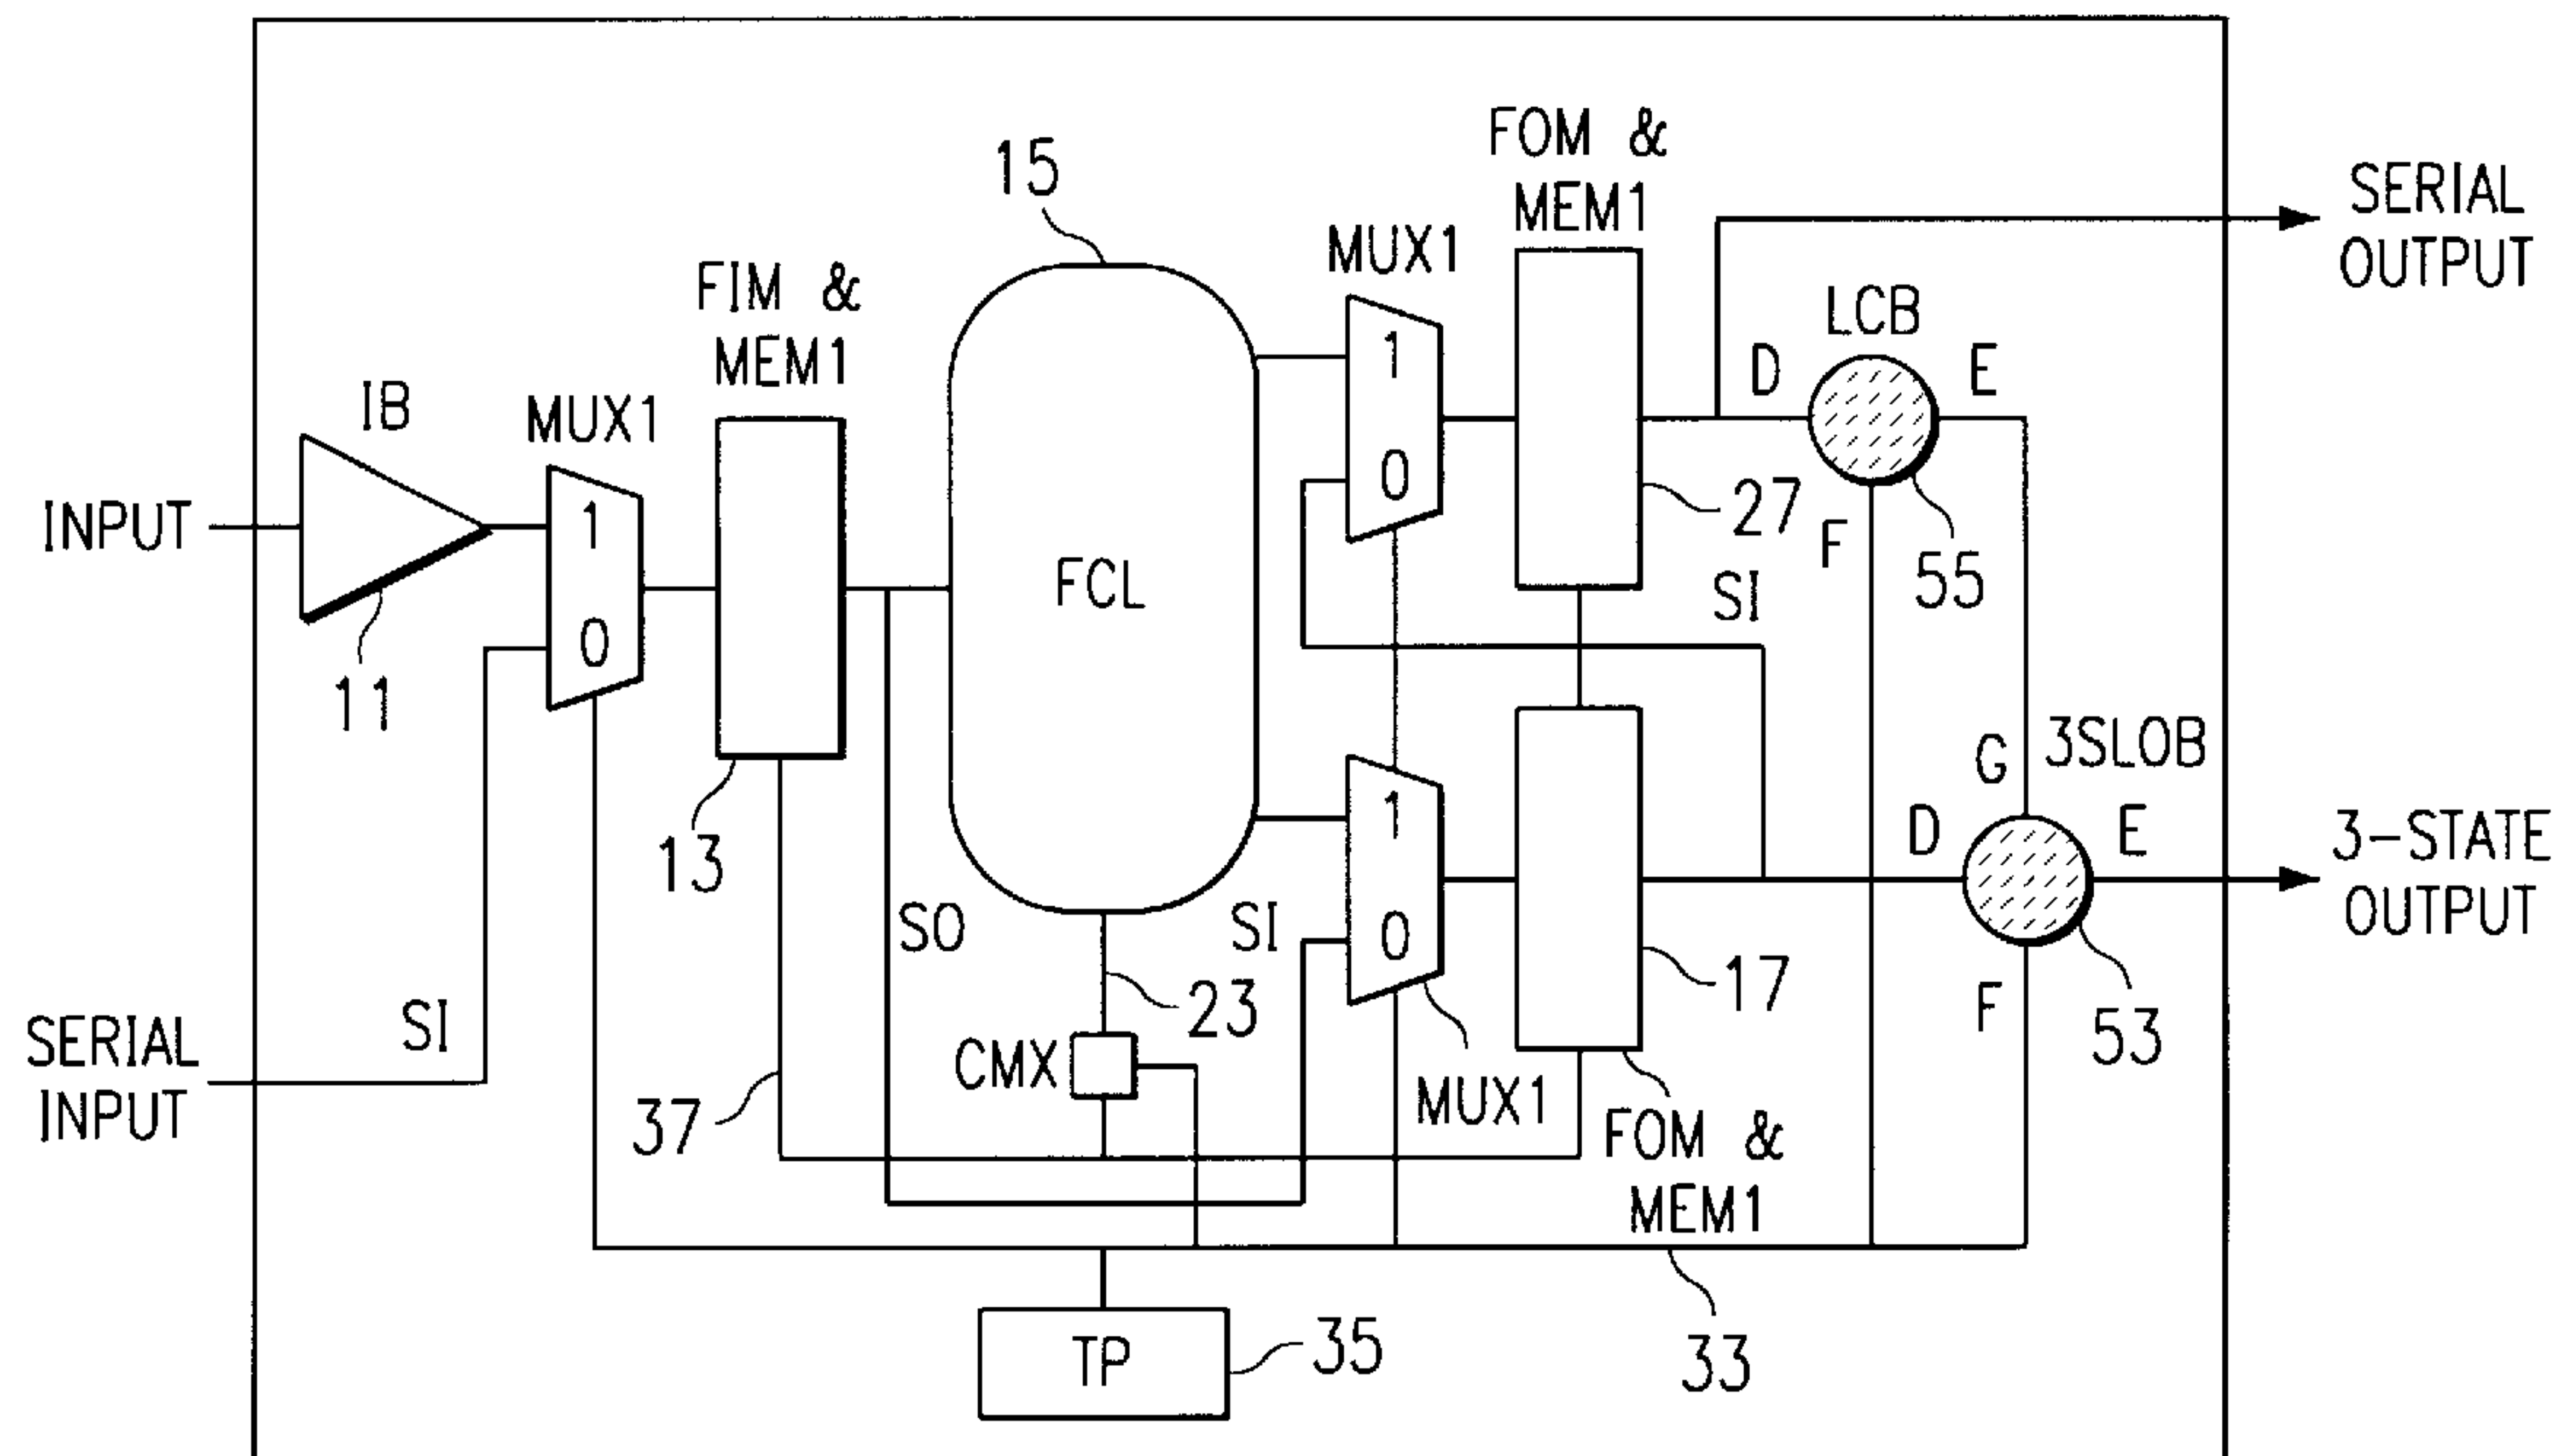 15
FOM &
MEM1
SERIAL
OUTPUT
MUX1
FIM &
MEM1
LCB
1
D
E
IB
MUX1
0
27
INPUT
1
F
55
FCL
SI
0
11
G
3SLOB
13
1
D
E
3-STATE
OUTPUT
SO
SI
0
17
F
23
53
SI
SERIAL
INPUT
CMX
37
MUX1
FOM &
MEM1
TP
35
33